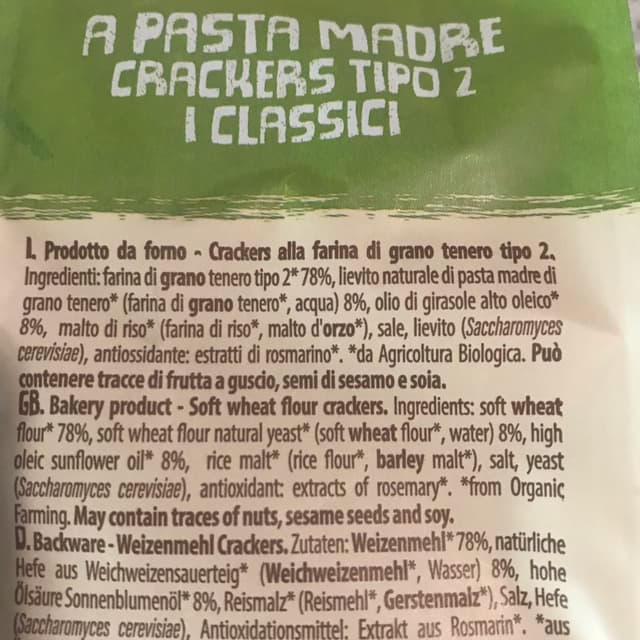 A PASTA MADRE
CRACKERS TIPO 2
I CLASSICI
I. Prodotto da forno - Crackers alla farina di grano tenero tipo 2.
Ingredienti: farina di grano tenero tipo 2* 78%, lievito naturale di pasta madre di
grano tenero* (farina di grano tenero*, acqua) 8%, olio di girasole alto oleico*
8%, malto di riso* (farina di riso*, malto d'orzo*), sale, lievito (Saccharomyces
cerevisiae), antiossidante: estratti di rosmarino*. *da Agricoltura Biologica. Può
contenere tracce di frutta a guscio, semi di sesamo e soia.
GB. Bakery product - Soft wheat flour crackers. Ingredients: soft wheat
flour* 78%, soft wheat flour natural yeast* (soft wheat flour*, water) 8%, high
oleic sunflower oil* 8%, rice malt* (rice flour*, barley malt*), salt, yeast
(Saccharomyces cerevisiae), antioxidant: extracts of rosemary*. *from Organic
Farming. May contain traces of nuts, sesame seeds and soy.
D. Backware - Weizenmehl Crackers. Zutaten: Weizenmehl* 78%, natürliche
Hefe aus Weichweizensauerteig* (Weichweizenmehl*, Wasser) 8%, hohe
Ölsäure Sonnenblumenöl* 8%, Reismalz* (Reismehl*, Gerstenmalz*), Salz, Hefe
(Saccharomyces cerevisiae), Antioxidationsmittel: Extrakt aus Rosmarin*. *aus